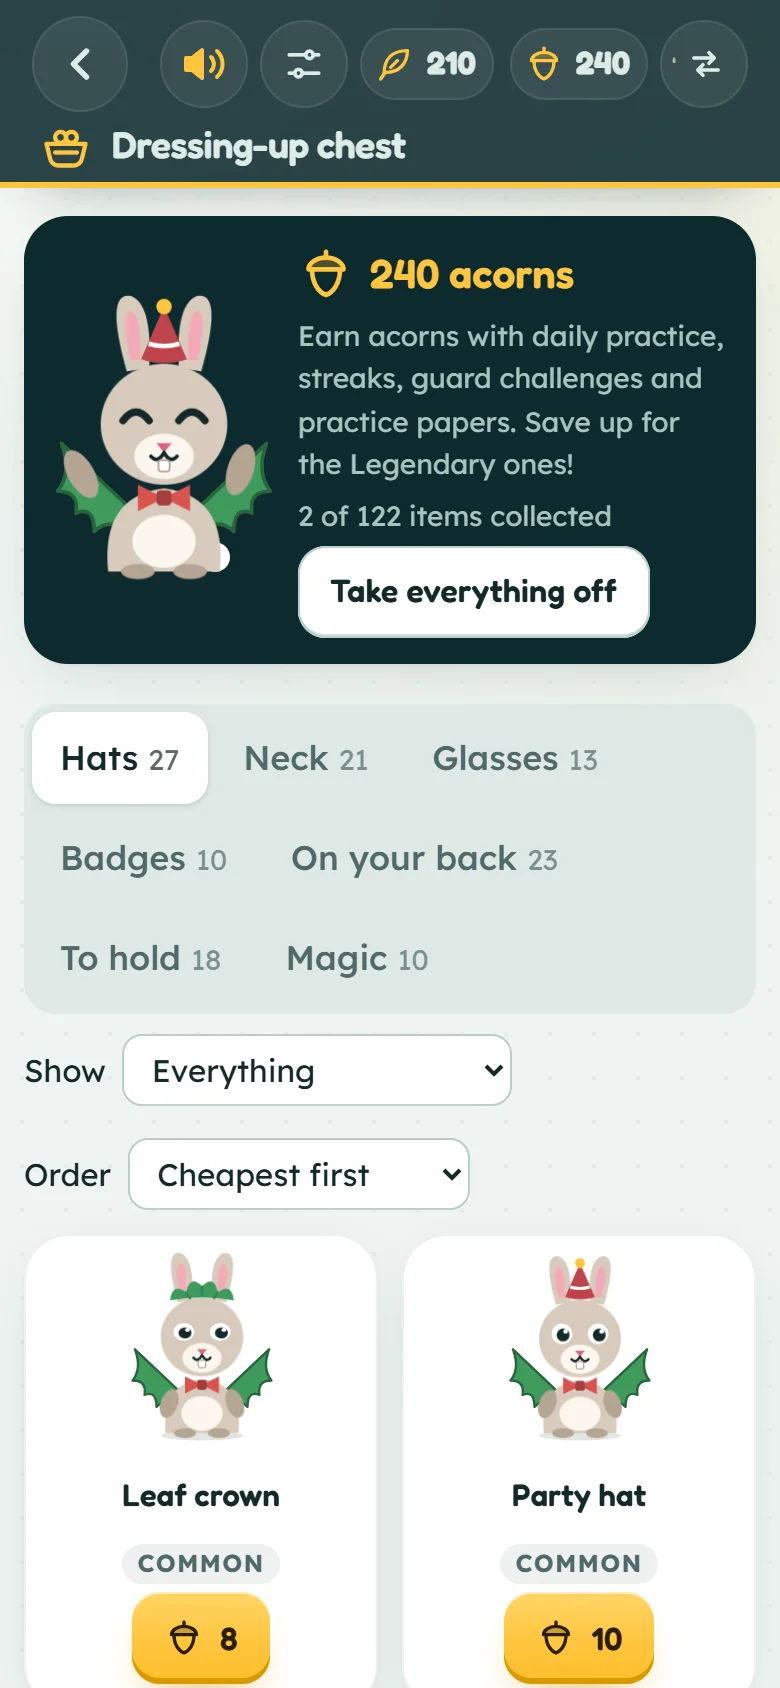 210
240
Dressing-up chest
240 acorns
Earn acorns with daily practice,
streaks, guard challenges and
practice papers. Save up for
the Legendary ones!
2 of 122 items collected
Take everything off
Hats 27
Neck 21
Glasses 13
Badges 10
On your back 23
To hold 18
Magic 10
Show
Everything
Order
Cheapest first
Leaf crown
COMMON
8
Party hat
COMMON
10